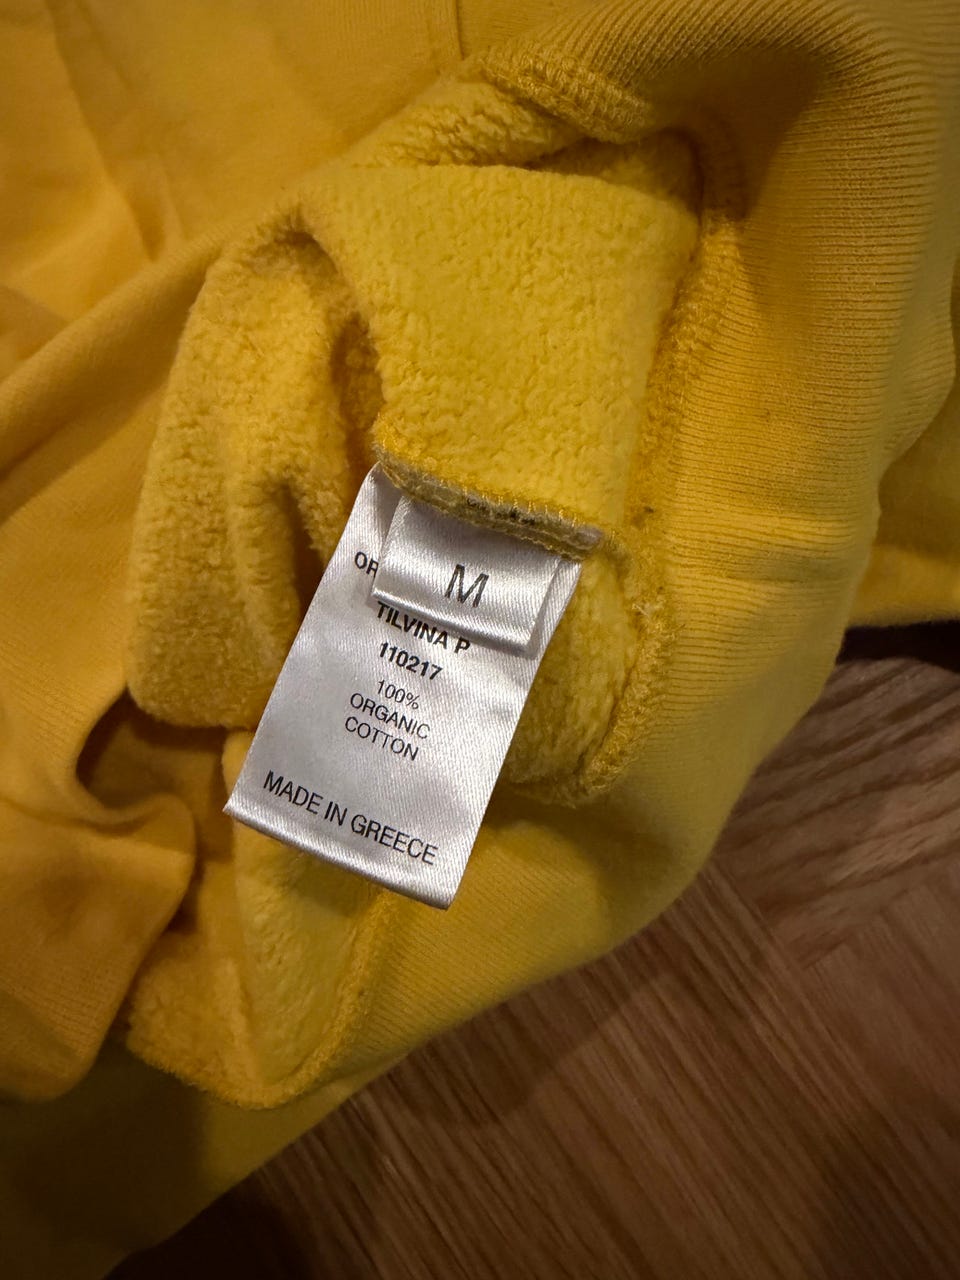 M
TILVINA P
110217
100%
ORGANIC
COTTON
MADE IN GREECE